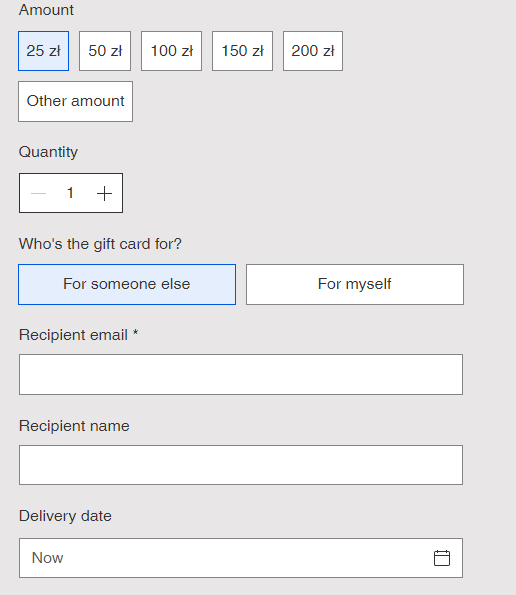 Amount
25 zł 50 zł 100 zł 150 zł 200 zł
Other amount
Quantity
1
Who's the gift card for?
For someone else For myself
Recipient email *
Recipient name
Delivery date
Now